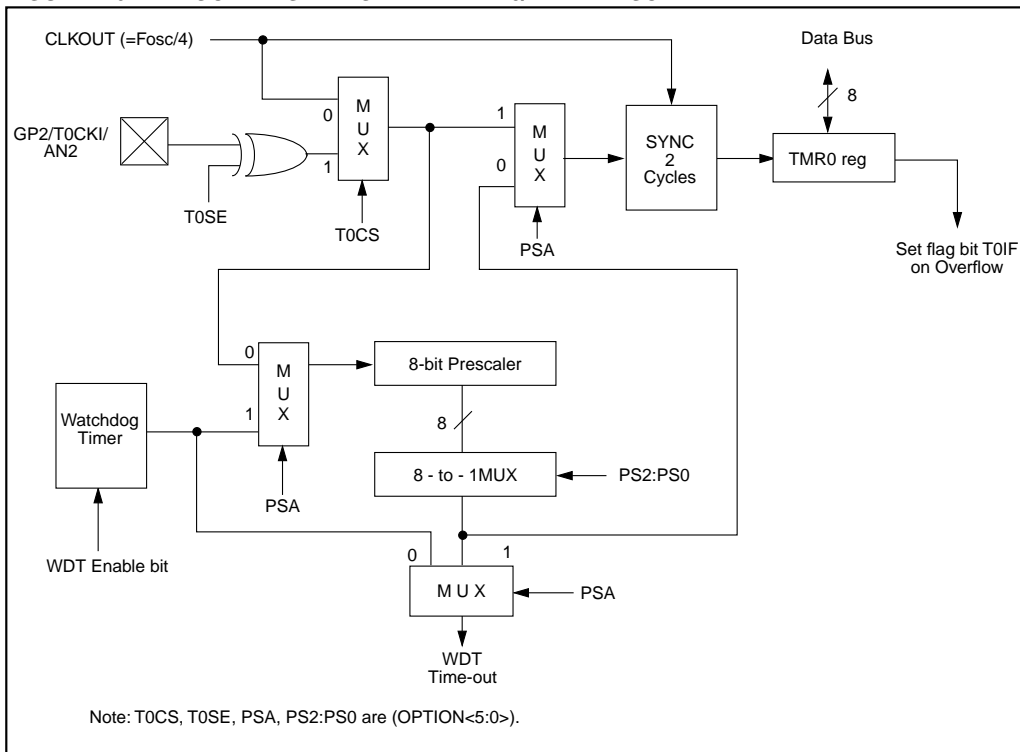 CLKOUT (=Fosc/4)
Data Bus
8
GP2/T0CKI/
AN2
T0SE
0
1
M
U
X
T0CS
1
0
M
U
X
PSA
SYNC
2
Cycles
TMR0 reg
Set flag bit T0IF
on Overflow
0
1
M
U
X
PSA
8-bit Prescaler
8
8 - to - 1MUX
PS2:PS0
Watchdog
Timer
WDT Enable bit
0
1
M U X
PSA
WDT
Time-out
Note: T0CS, T0SE, PSA, PS2:PS0 are (OPTION<5:0>).